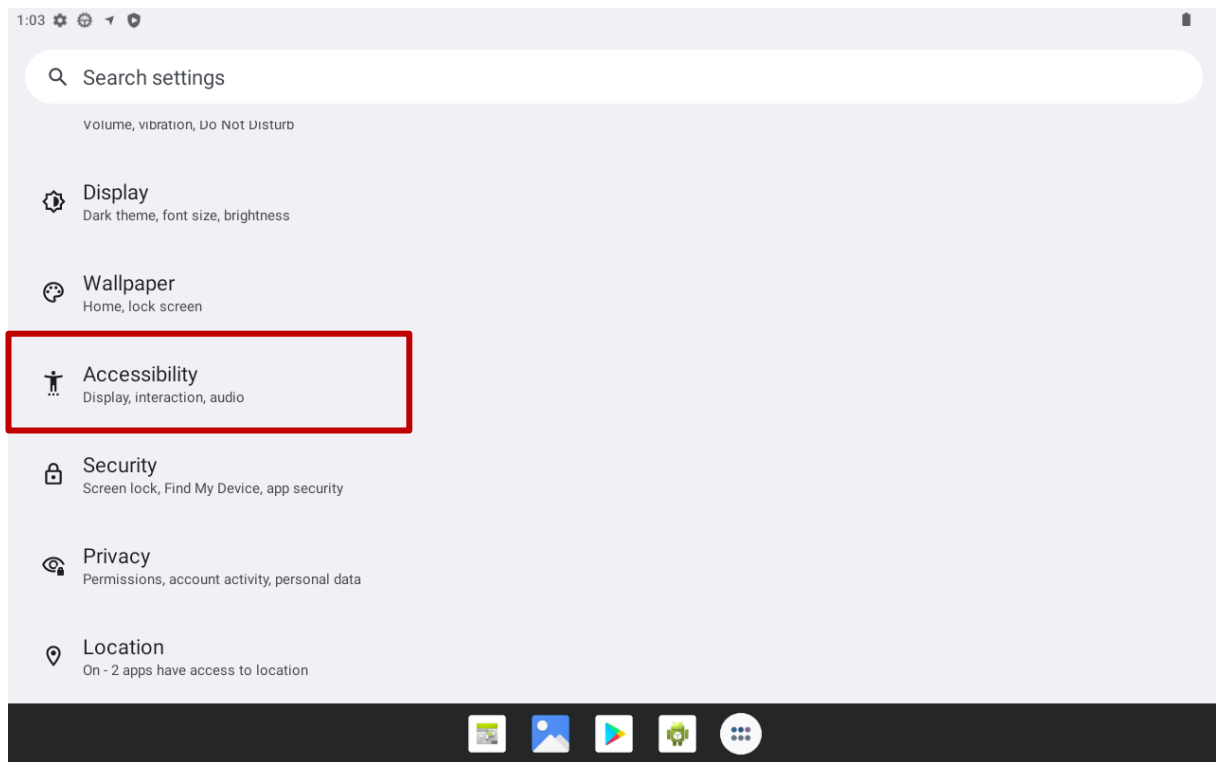 1:03
Search settings
Volume, vibration, Do Not Disturb
Display
Dark theme, font size, brightness
Wallpaper
Home, lock screen
Accessibility
Display, interaction, audio
Security
Screen lock, Find My Device, app security
Privacy
Permissions, account activity, personal data
Location
On - 2 apps have access to location